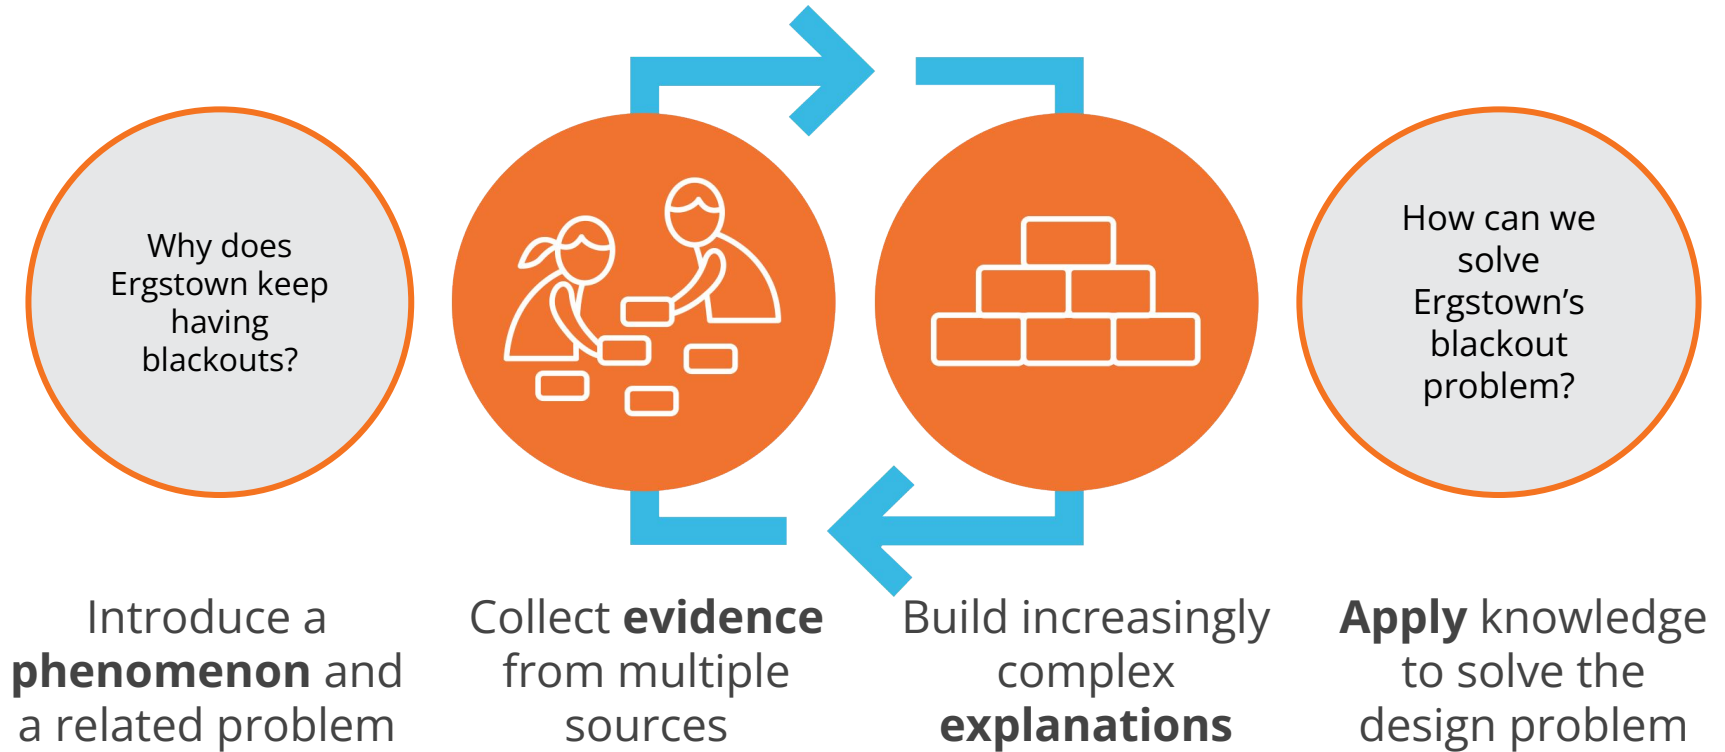 Why does
Ergstown keep
having
blackouts?
How can we
solve
Ergstown’s
blackout
problem?
Introduce a
phenomenon and
a related problem
Collect evidence
from multiple
sources
Build increasingly
complex
explanations
Apply knowledge
to solve the
design problem